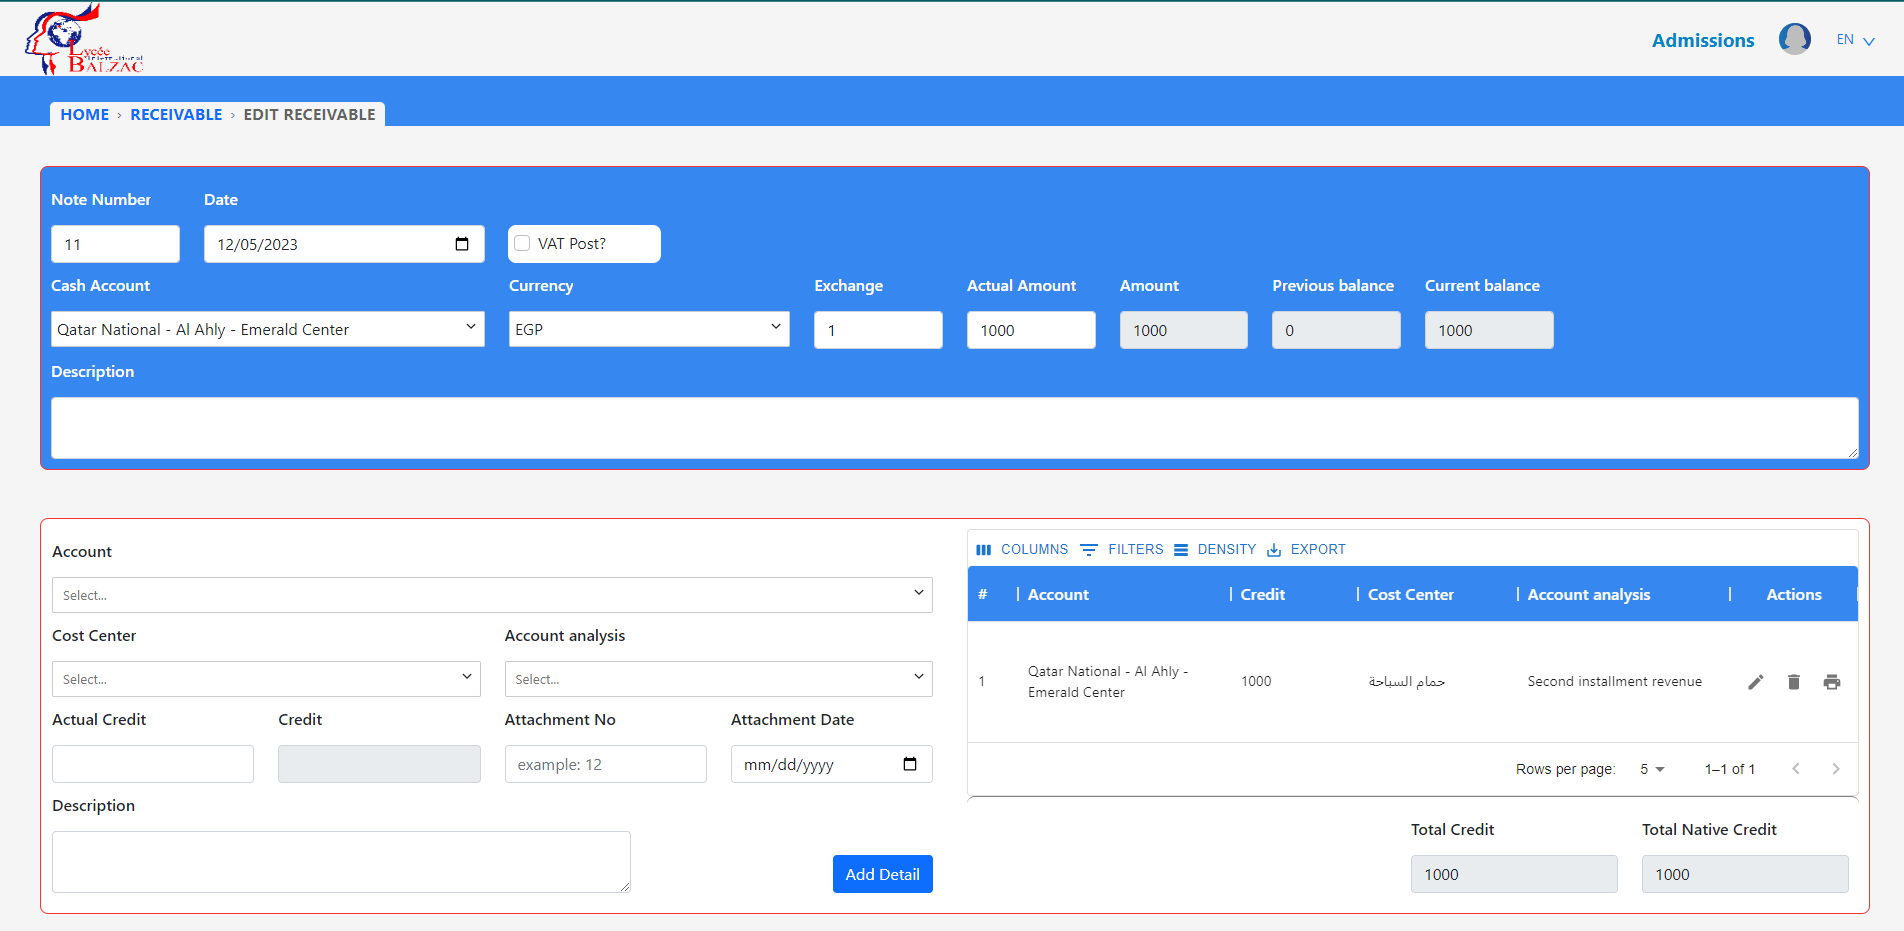 Lycée
International
BALZAC
Admissions
EN
HOME › RECEIVABLE › EDIT RECEIVABLE
Note Number Date
11 12/05/2023 VAT Post?
Cash Account Currency Exchange Actual Amount Amount Previous balance Current balance
Qatar National - Al Ahly - Emerald Center EGP 1 1000 1000 0 1000
Description
Account
Select...
Cost Center Account analysis
Select... Select...
Actual Credit Credit Attachment No Attachment Date
example: 12 mm/dd/yyyy
Description
Add Detail
COLUMNS FILTERS DENSITY EXPORT
# Account Credit Cost Center Account analysis Actions
1 Qatar National - Al Ahly - Emerald Center 1000 حمام السباحة Second installment revenue
Rows per page: 5 1–1 of 1
Total Credit Total Native Credit
1000 1000